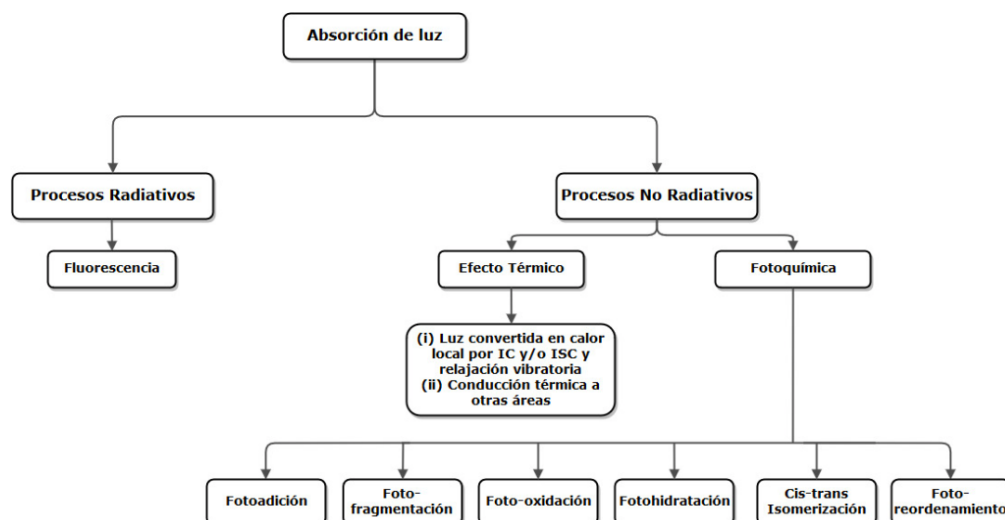 Absorción de luz
Procesos Radiativos
Procesos No Radiativos
Fluorescencia
Efecto Térmico
Fotoquímica
(i) Luz convertida en calor
local por IC y/o ISC y
relajación vibratoria
(ii) Conducción térmica a
otras áreas
Fotoadición
Foto-
fragmentación
Foto-oxidación
Fotohidratación
Cis-trans
Isomerización
Foto-
reordenamiento